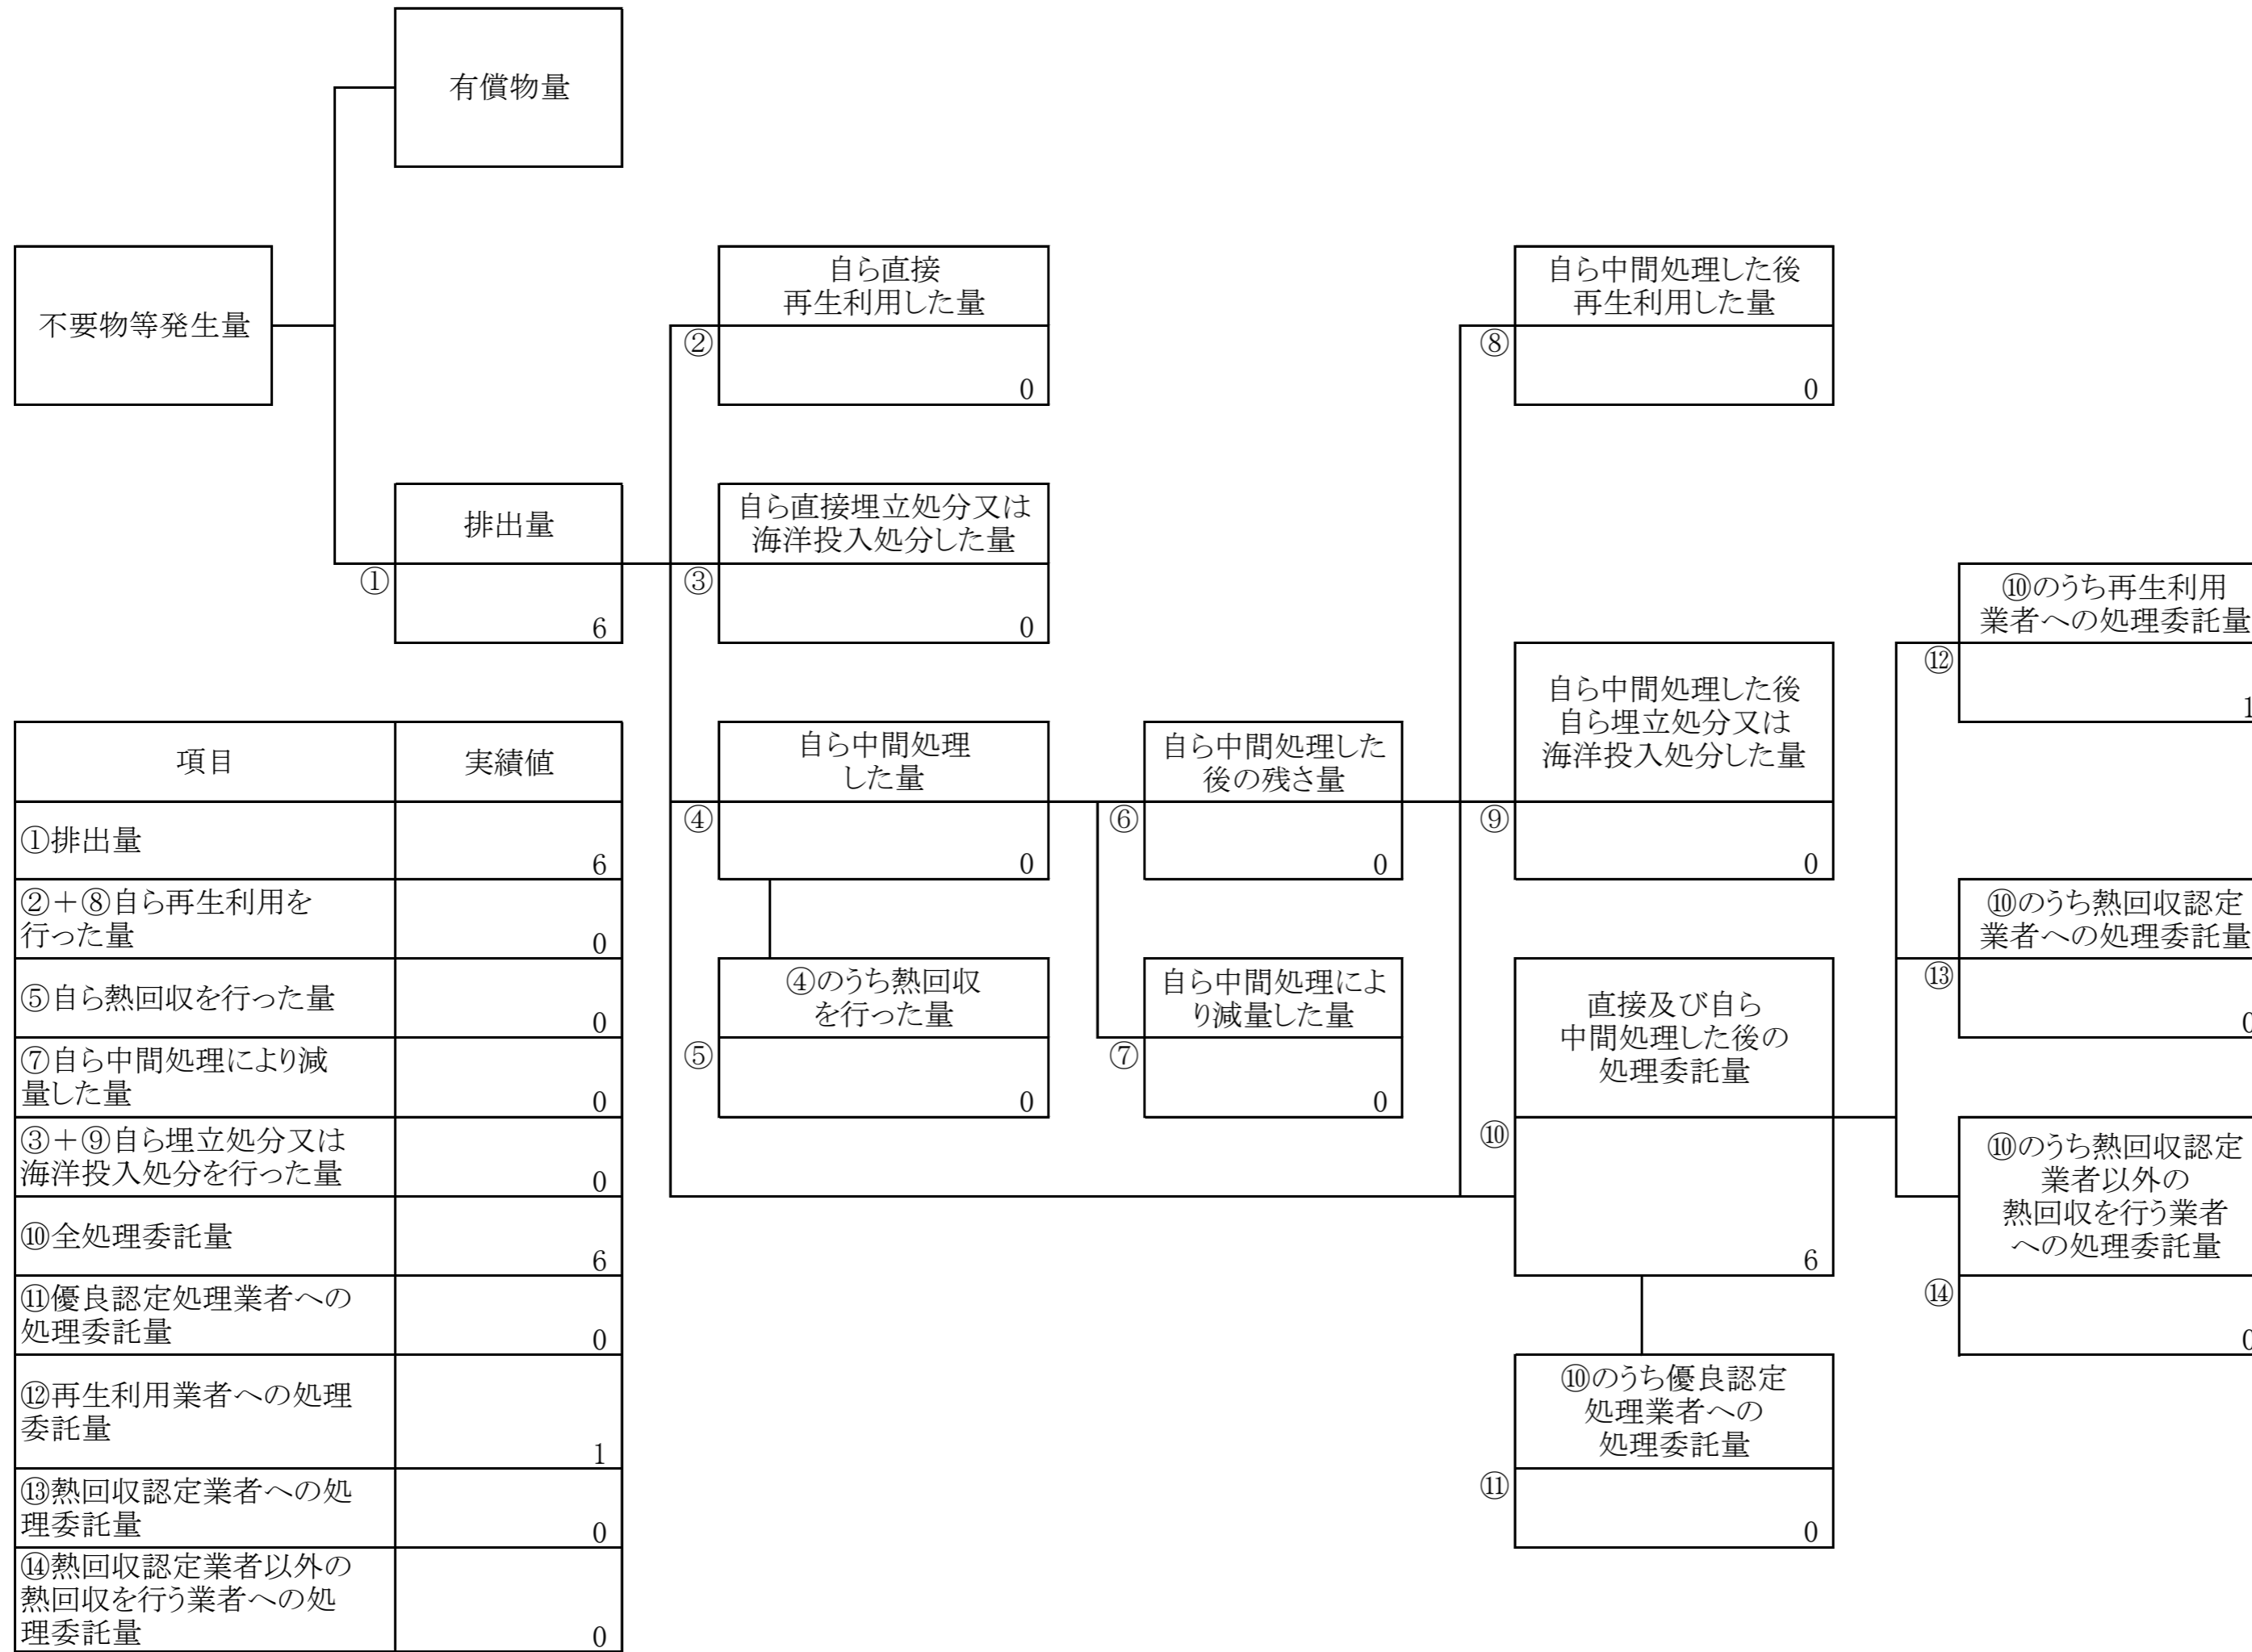 有償物量
不要物等発生量
自ら直接
再生利用した量
②
0
自ら中間処理した後
再生利用した量
⑧
0
排出量
①
6
自ら直接埋立処分又は
海洋投入処分した量
③
0
⑩のうち再生利用
業者への処理委託量
⑫
1
自ら中間処理した後
自ら埋立処分又は
海洋投入処分した量
⑨
0
自ら中間処理
した量
④
0
自ら中間処理した
後の残さ量
⑥
0
⑩のうち熱回収認定
業者への処理委託量
⑬
0
④のうち熱回収
を行った量
⑤
0
自ら中間処理によ
り減量した量
⑦
0
直接及び自ら
中間処理した後の
処理委託量
⑩
6
⑩のうち熱回収認定
業者以外の
熱回収を行う業者
への処理委託量
⑭
0
⑩のうち優良認定
処理業者への
処理委託量
⑪
0
項目 実績値
①排出量
6
②＋⑧自ら再生利用を
行った量
0
⑤自ら熱回収を行った量
0
⑦自ら中間処理により減
量した量
0
③＋⑨自ら埋立処分又は
海洋投入処分を行った量
0
⑩全処理委託量
6
⑪優良認定処理業者への
処理委託量
0
⑫再生利用業者への処理
委託量
1
⑬熱回収認定業者への処
理委託量
0
⑭熱回収認定業者以外の
熱回収を行う業者への処
理委託量
0